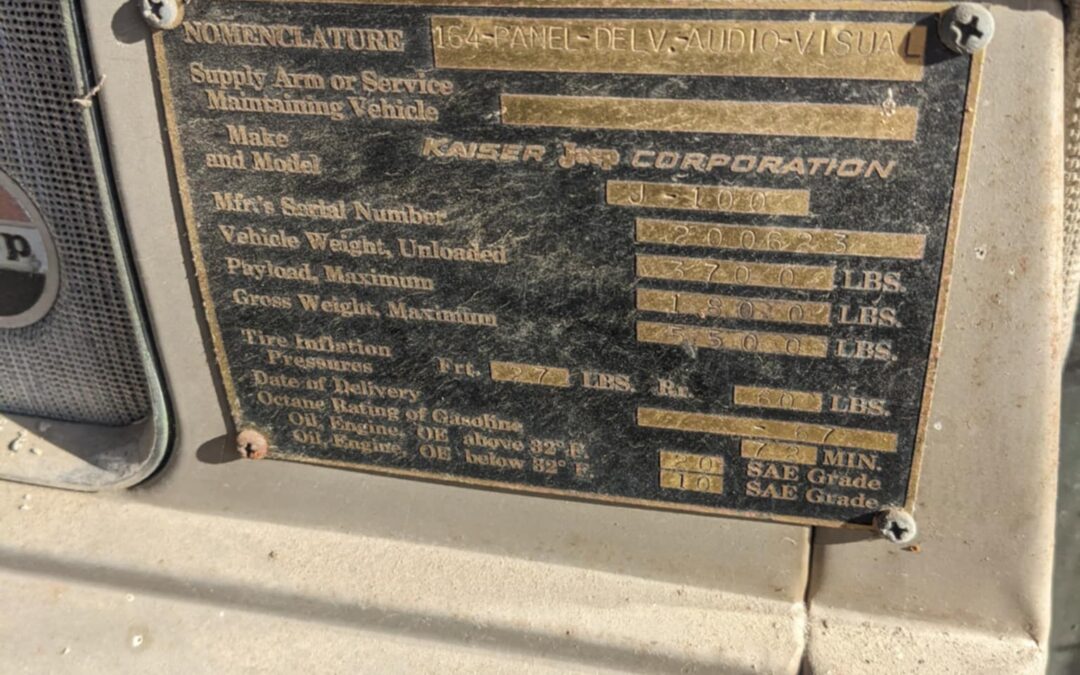 NOMENCLATURE 164-PANEL-DELV.-AUDIO-VISUAL
Supply Arm or Service
Maintaining Vehicle
Make
and Model
KAISER Jeep CORPORATION
J-100
Mfr's Serial Number 200623
Vehicle Weight, Unloaded 3700 LBS.
Payload, Maximum 1800 LBS.
Gross Weight, Maximum 5500 LBS.
Tire Inflation
Pressures Frt. 27 LBS. Rr. 60 LBS.
Date of Delivery -67
Octane Rating of Gasoline 72 MIN.
Oil, Engine, OE above 32° F. 20 SAE Grade
Oil, Engine, OE below 32° F. 10 SAE Grade
p